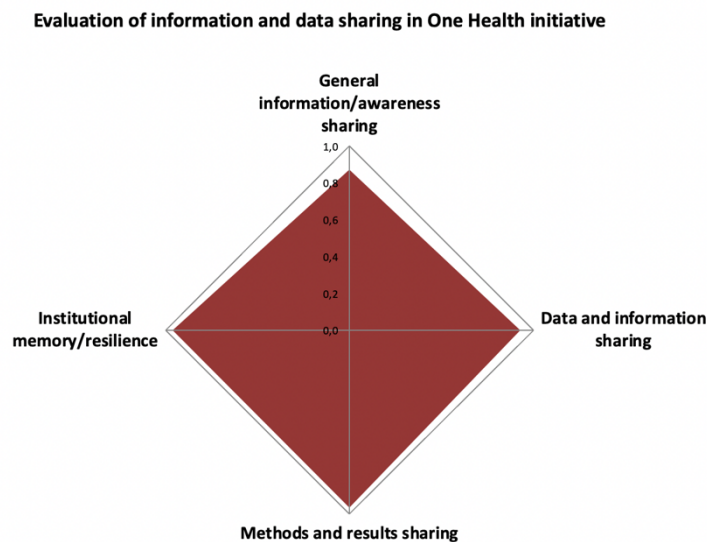 Evaluation of information and data sharing in One Health initiative
General
information/awareness
sharing
1,0
0,8
0,6
0,4
0,2
0,0
Institutional
memory/resilience
Data and information
sharing
Methods and results sharing